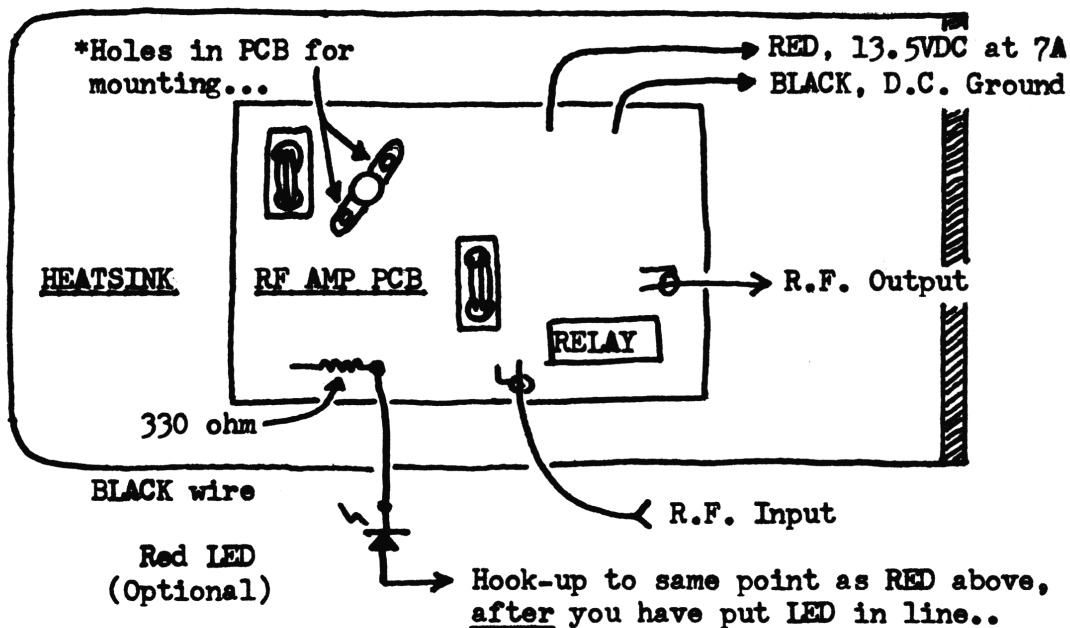 *Holes in PCB for
mounting...
RED, 13.5VDC at 7A
BLACK, D.C. Ground
HEATSINK
RF AMP PCB
R.F. Output
RELAY
330 ohm
BLACK wire
R.F. Input
Red LED
(Optional)
Hook-up to same point as RED above,
after you have put LED in line..